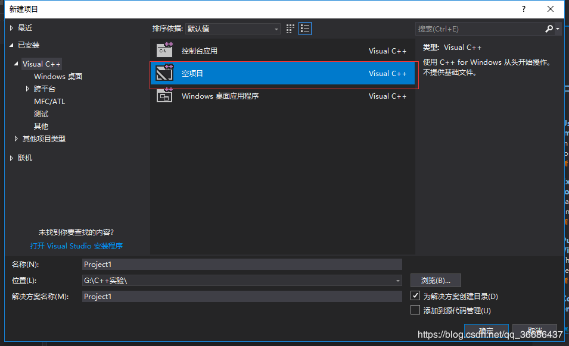 新建项目
? ×
最近
已安装
Visual C++
Windows 桌面
跨平台
MFC/ATL
测试
其他
其他项目类型
联机
未找到你要查找的内容?
打开 Visual Studio 安装程序
排序依据: 默认值
控制台应用 Visual C++
空项目 Visual C++
Windows 桌面应用程序 Visual C++
搜索(Ctrl+E)
类型: Visual C++
使用 C++ for Windows 从头开始操作。
不提供基础文件。
名称(N): Project1
位置(L): G:\C++实验\
浏览(B)...
解决方案名称(M): Project1
为解决方案创建目录(D)
添加到源代码管理(U)
确定 取消
https://blog.csdn.net/qq_36686437